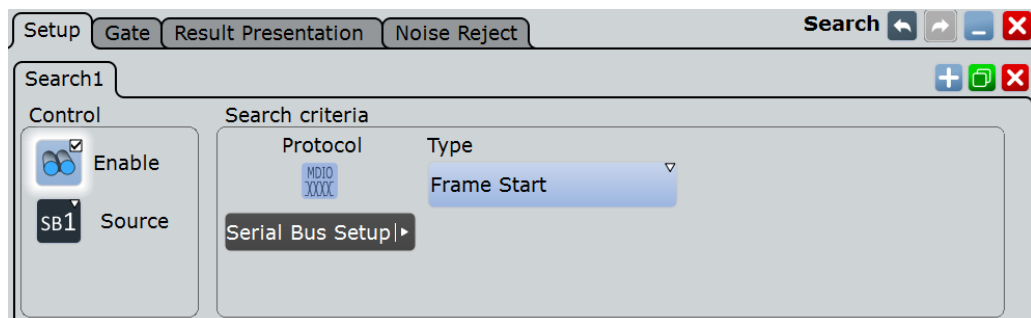 Setup Gate Result Presentation Noise Reject Search
Search1
Control Search criteria
Protocol Type
Enable MDIO Frame Start
XXXX
SB1 Source Serial Bus Setup